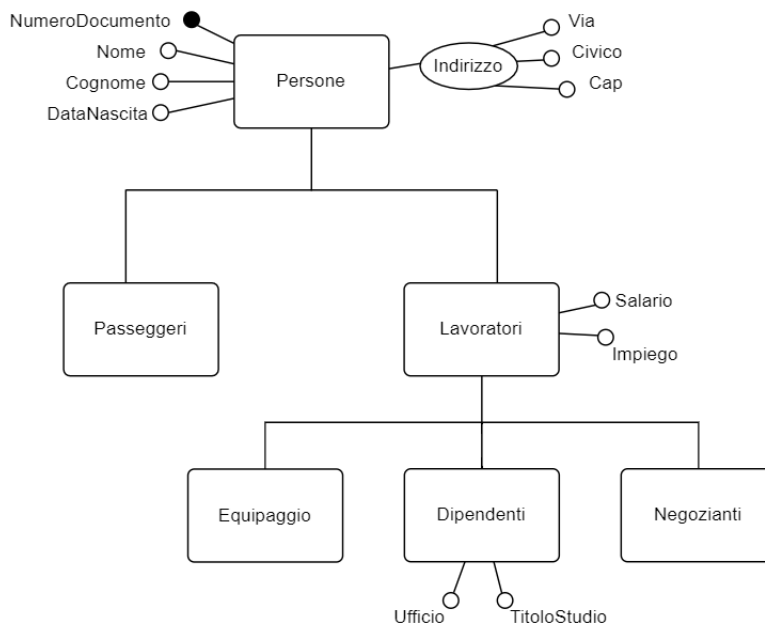 NumeroDocumento
Nome
Cognome
DataNascita
Persone
Indirizzo
Via
Civico
Cap
Passeggeri
Lavoratori
Salario
Impiego
Equipaggio
Dipendenti
Negozianti
Ufficio
TitoloStudio